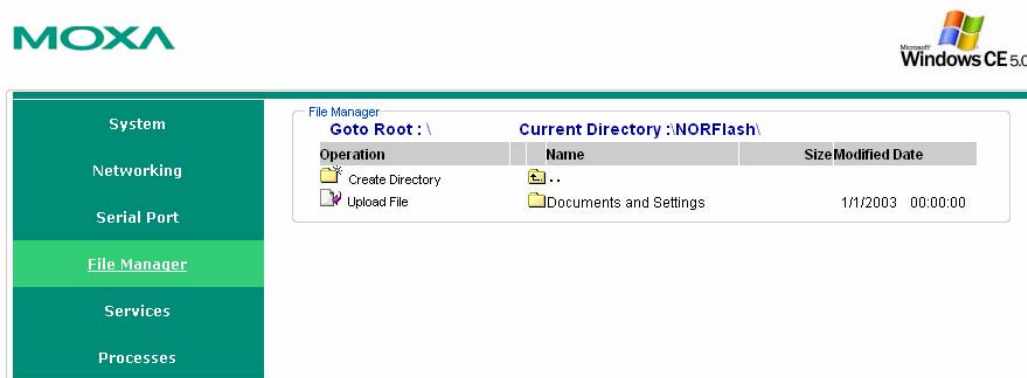 MOXA
Microsoft
Windows CE 5.0
System
Networking
Serial Port
File Manager
Services
Processes
File Manager
Goto Root : \ Current Directory :\NORFlash\
Operation Name Size Modified Date
Create Directory ..
Upload File Documents and Settings 1/1/2003 00:00:00